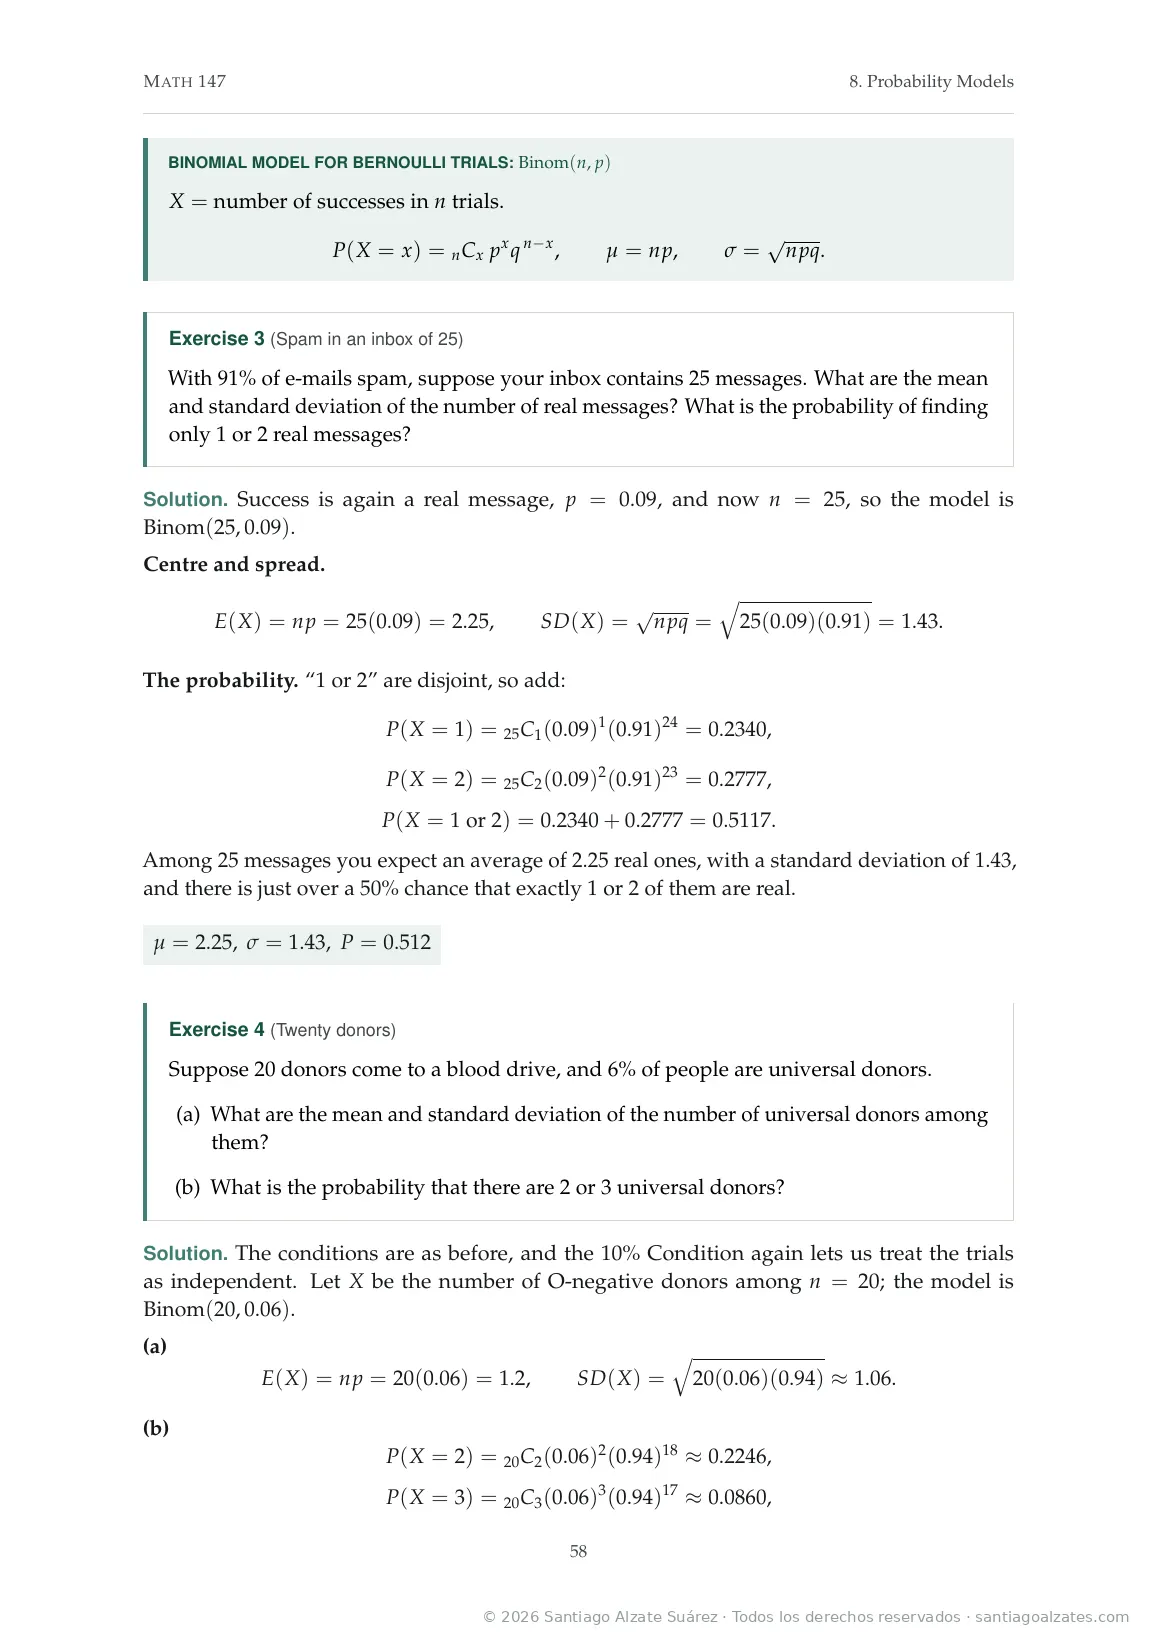 MATH 147
8. Probability Models
BINOMIAL MODEL FOR BERNOULLI TRIALS: Binom(n, p)
X = number of successes in n trials.
P(X = x) = ₙCₓ pˣqⁿ⁻ˣ, μ = np, σ = √npq.
Exercise 3 (Spam in an inbox of 25)
With 91% of e-mails spam, suppose your inbox contains 25 messages. What are the mean
and standard deviation of the number of real messages? What is the probability of finding
only 1 or 2 real messages?
Solution. Success is again a real message, p = 0.09, and now n = 25, so the model is
Binom(25, 0.09).
Centre and spread.
E(X) = np = 25(0.09) = 2.25, SD(X) = √npq = √25(0.09)(0.91) = 1.43.
The probability. “1 or 2” are disjoint, so add:
P(X = 1) = ₂₅C₁(0.09)¹(0.91)²⁴ = 0.2340,
P(X = 2) = ₂₅C₂(0.09)²(0.91)²³ = 0.2777,
P(X = 1 or 2) = 0.2340 + 0.2777 = 0.5117.
Among 25 messages you expect an average of 2.25 real ones, with a standard deviation of 1.43,
and there is just over a 50% chance that exactly 1 or 2 of them are real.
μ = 2.25, σ = 1.43, P = 0.512
Exercise 4 (Twenty donors)
Suppose 20 donors come to a blood drive, and 6% of people are universal donors.
(a) What are the mean and standard deviation of the number of universal donors among
them?
(b) What is the probability that there are 2 or 3 universal donors?
Solution. The conditions are as before, and the 10% Condition again lets us treat the trials
as independent. Let X be the number of O-negative donors among n = 20; the model is
Binom(20, 0.06).
(a)
E(X) = np = 20(0.06) = 1.2, SD(X) = √20(0.06)(0.94) ≈ 1.06.
(b)
P(X = 2) = ₂₀C₂(0.06)²(0.94)¹⁸ ≈ 0.2246,
P(X = 3) = ₂₀C₃(0.06)³(0.94)¹⁷ ≈ 0.0860,
58
© 2026 Santiago Alzate Suárez · Todos los derechos reservados · santiagoalzates.com